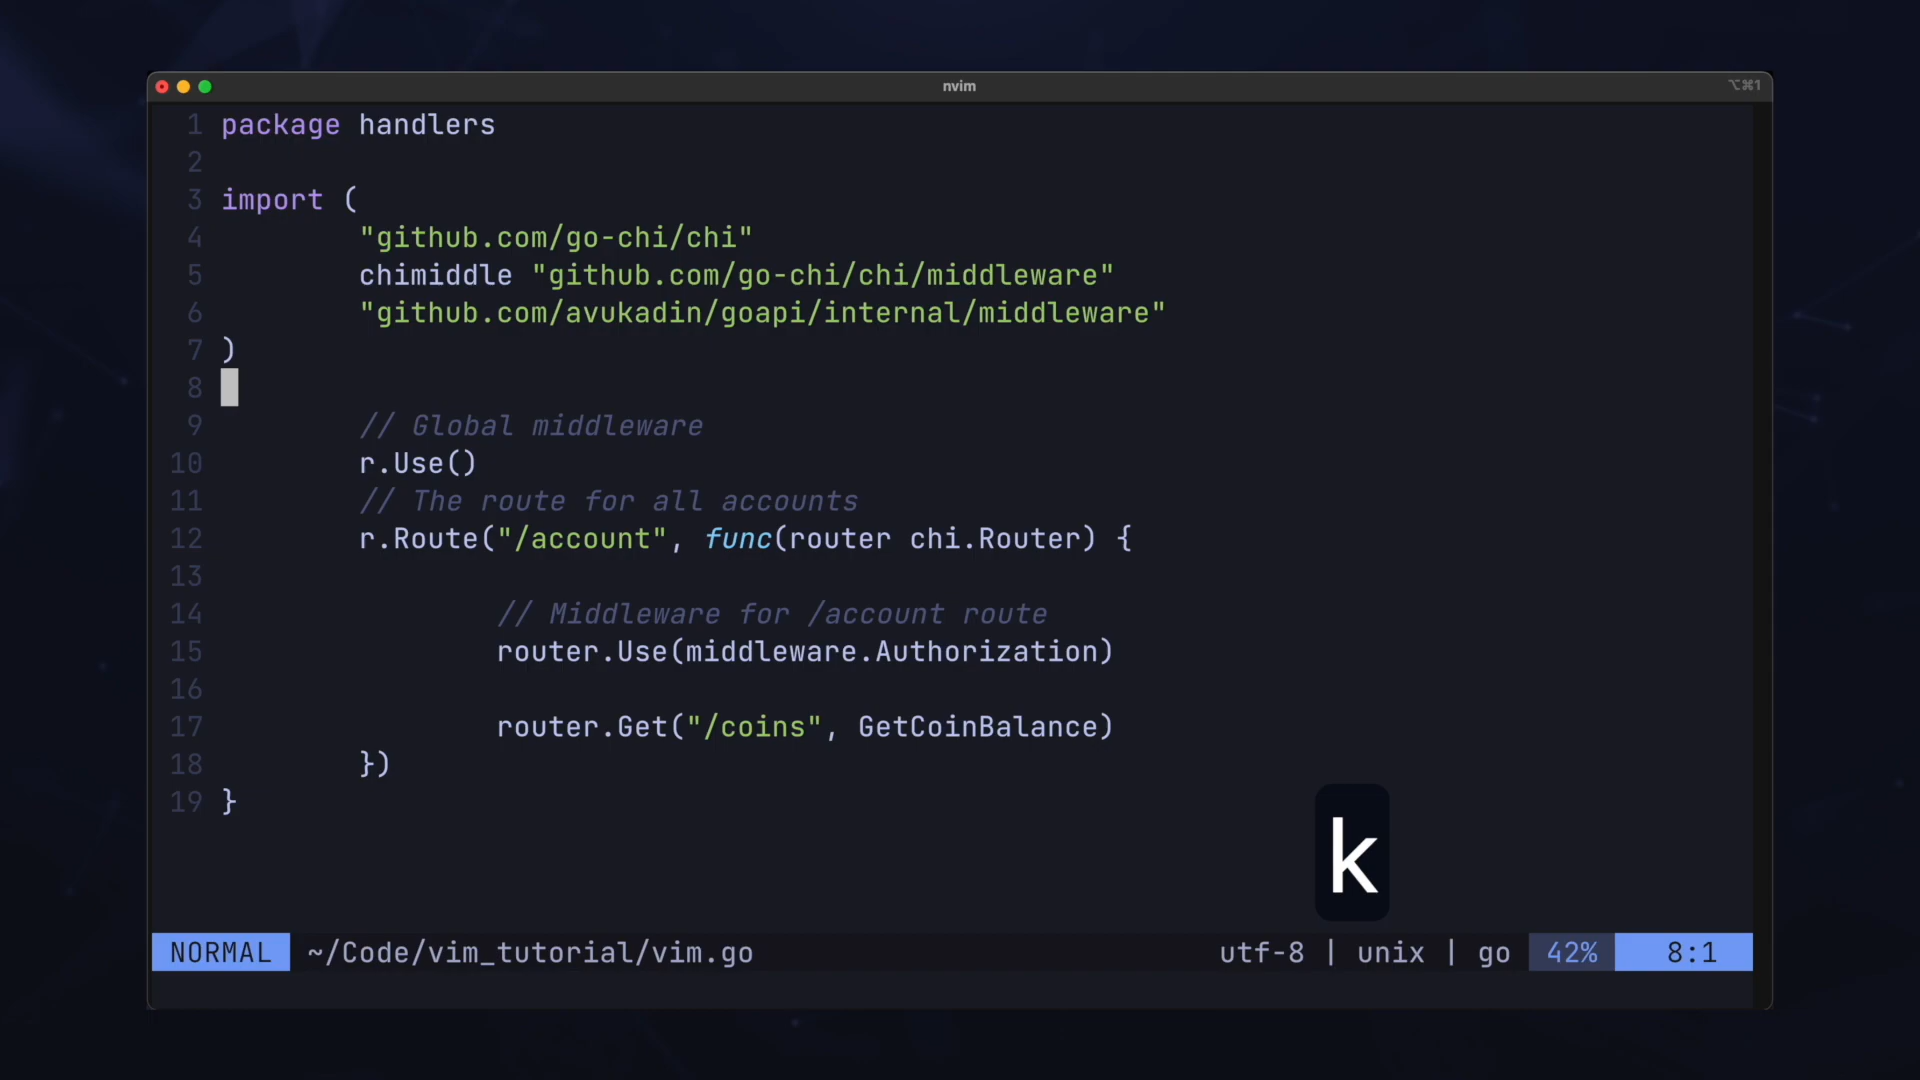 nvim
⌥⌘1
1 package handlers
2
3 import (
4 "github.com/go-chi/chi"
5 chimiddle "github.com/go-chi/chi/middleware"
6 "github.com/avukadin/goapi/internal/middleware"
7 )
8
9 // Global middleware
10 r.Use()
11 // The route for all accounts
12 r.Route("/account", func(router chi.Router) {
13
14 // Middleware for /account route
15 router.Use(middleware.Authorization)
16
17 router.Get("/coins", GetCoinBalance)
18 })
19 }
k
NORMAL ~/Code/vim_tutorial/vim.go utf-8 | unix | go 42% 8:1